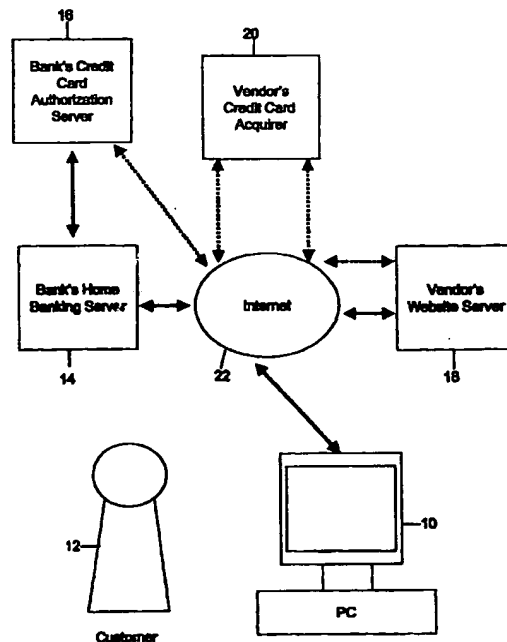 16
Bank's Credit
Card
Authorization
Server
20
Vendor's
Credit Card
Acquirer
Bank's Home
Banking Server
14
Internet
22
Vendor's
Website Server
18
12
Customer
10
PC